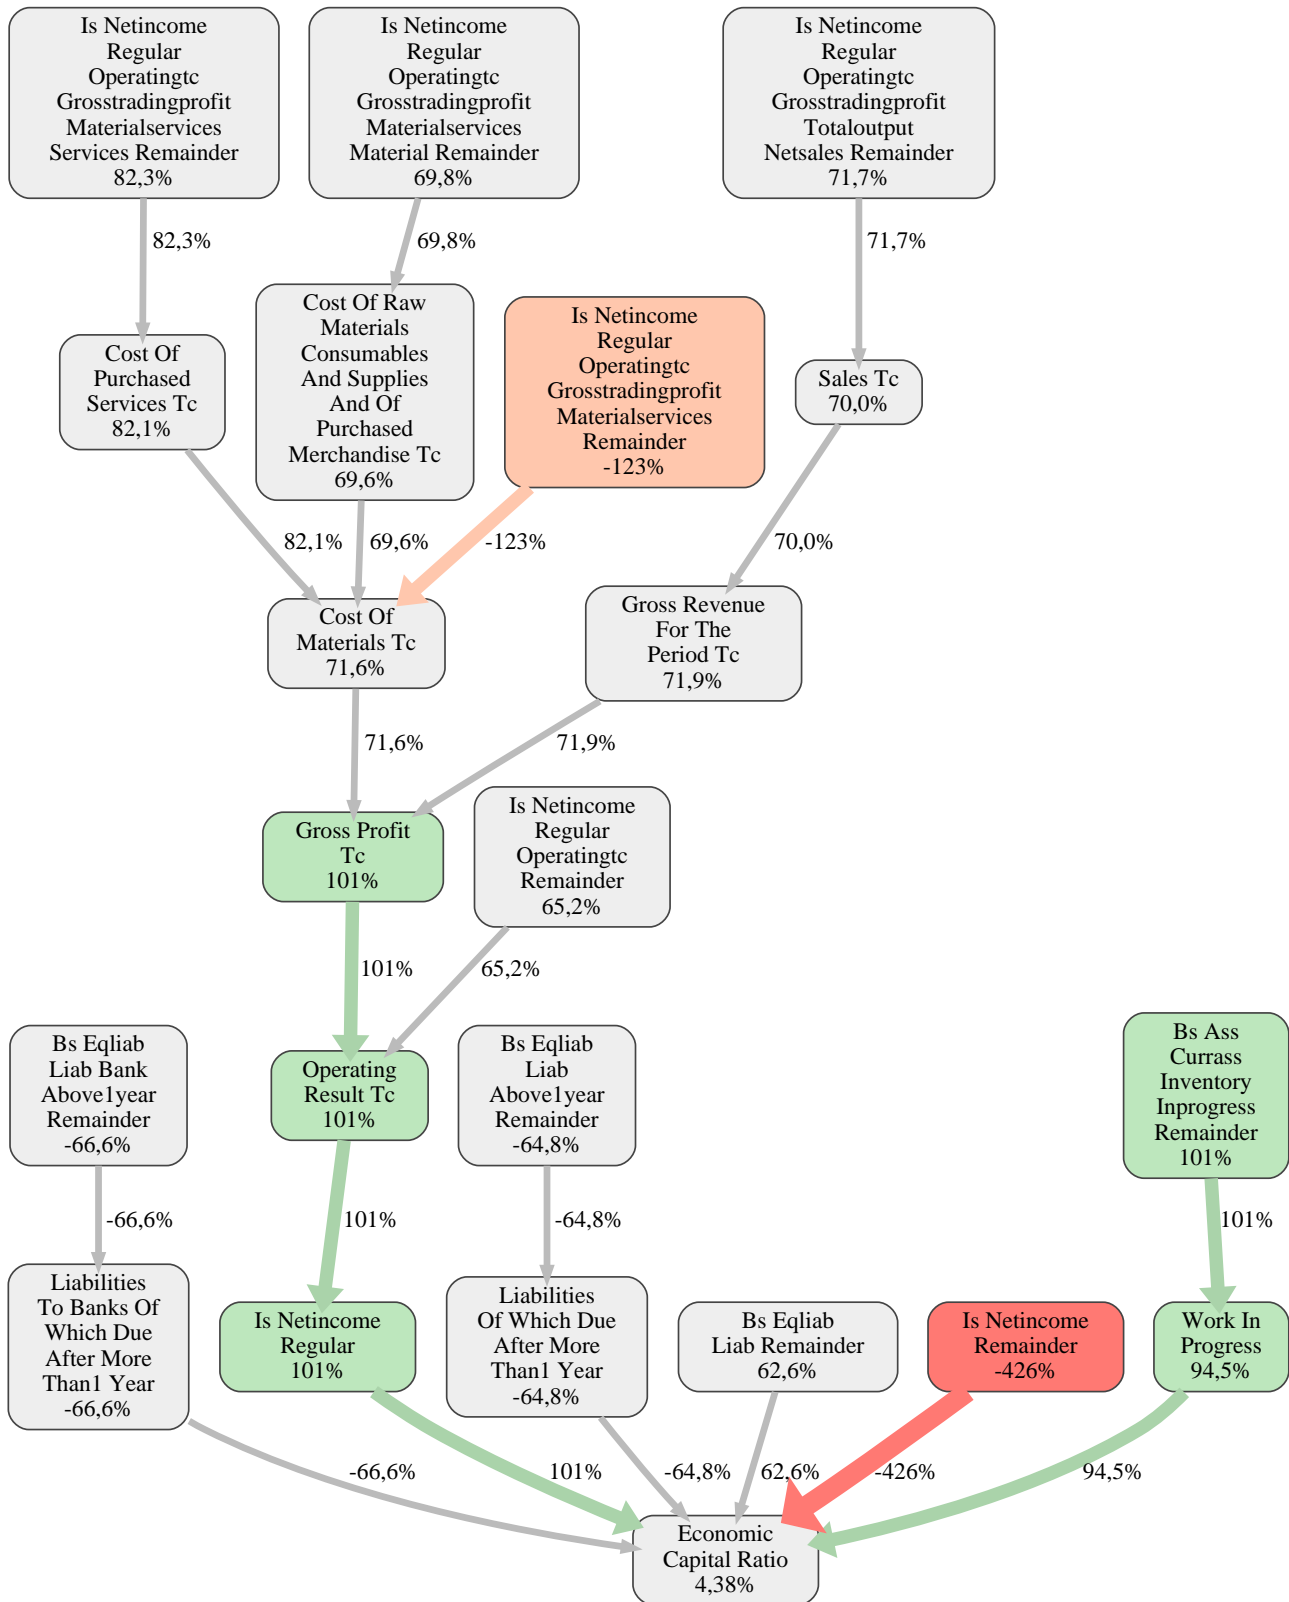 Is Netincome
Regular
Operatingtc
Grosstradingprofit
Materialservices
Services Remainder
82,3%
Is Netincome
Regular
Operatingtc
Grosstradingprofit
Materialservices
Material Remainder
69,8%
Is Netincome
Regular
Operatingtc
Grosstradingprofit
Totaloutput
Netsales Remainder
71,7%
82,3%
69,8%
71,7%
Cost Of
Purchased
Services Tc
82,1%
Cost Of Raw
Materials
Consumables
And Supplies
And Of
Purchased
Merchandise Tc
69,6%
Is Netincome
Regular
Operatingtc
Grosstradingprofit
Materialservices
Remainder
-123%
Sales Tc
70,0%
82,1%
69,6%
-123%
70,0%
Cost Of
Materials Tc
71,6%
Gross Revenue
For The
Period Tc
71,9%
71,6%
71,9%
Gross Profit
Tc
101%
Is Netincome
Regular
Operatingtc
Remainder
65,2%
101%
65,2%
Bs Eqliab
Liab Bank
Above1year
Remainder
-66,6%
Operating
Result Tc
101%
Bs Eqliab
Liab
Above1year
Remainder
-64,8%
Bs Ass
Currass
Inventory
Inprogress
Remainder
101%
-66,6%
101%
-64,8%
101%
Liabilities
To Banks Of
Which Due
After More
Than1 Year
-66,6%
Is Netincome
Regular
101%
Liabilities
Of Which Due
After More
Than1 Year
-64,8%
Bs Eqliab
Liab Remainder
62,6%
Is Netincome
Remainder
-426%
Work In
Progress
94,5%
-66,6%
101%
-64,8%
62,6%
-426%
94,5%
Economic
Capital Ratio
4,38%